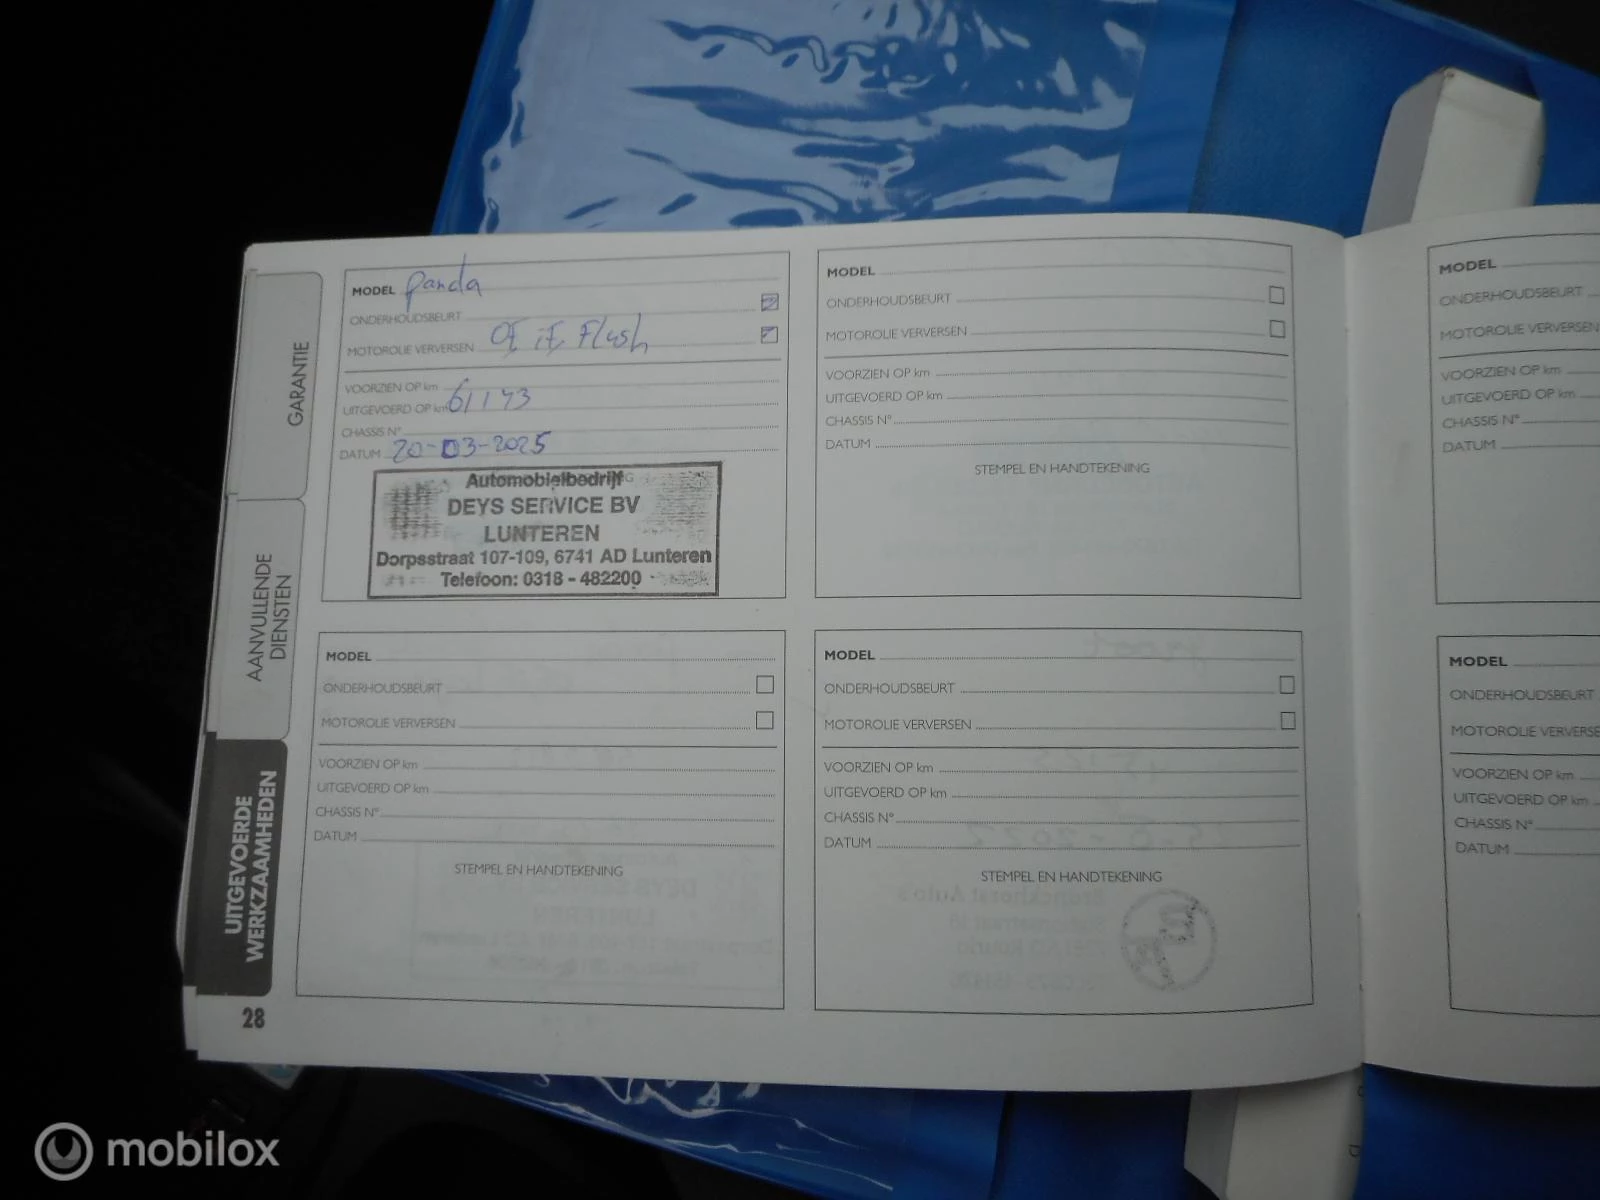 GARANTIE
AANVULLENDE
DIENSTEN
UITGEVOERDE
WERKZAAMHEDEN
28
MODEL panda
ONDERHOUDSBEURT
MOTOROLIE VERVERSEN Flush
VOORZIEN OP km
UITGEVOERD OP km 61143
CHASSIS N°
DATUM 20-03-2025
Automobielbedrijf
DEYS SERVICE BV
LUNTEREN
Dorpsstraat 107-109, 6741 AD Lunteren
Telefoon: 0318 - 482200
MODEL
ONDERHOUDSBEURT
MOTOROLIE VERVERSEN
VOORZIEN OP km
UITGEVOERD OP km
CHASSIS N°
DATUM
STEMPEL EN HANDTEKENING
MODEL
ONDERHOUDSBEURT
MOTOROLIE VERVERSEN
VOORZIEN OP km
UITGEVOERD OP km
CHASSIS N°
DATUM
STEMPEL EN HANDTEKENING
MODEL
ONDERHOUDSBEURT
MOTOROLIE VERVERSEN
VOORZIEN OP km
UITGEVOERD OP km
CHASSIS N°
DATUM
STEMPEL EN HANDTEKENING
MODEL
ONDERHOUDSBEURT
MOTOROLIE VERVERSEN
VOORZIEN OP km
UITGEVOERD OP km
CHASSIS N°
DATUM
MODEL
ONDERHOUDSBEURT
MOTOROLIE VERVERSE
VOORZIEN OP km
UITGEVOERD OP km
CHASSIS N°
DATUM
mobilox